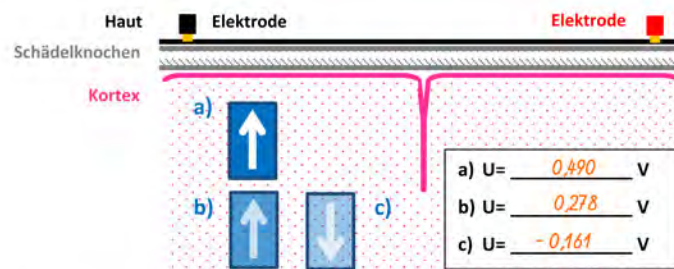 Haut Elektrode Elektrode
Schädelknochen
Kortex
a)
b) c)
a) U= 0,490 V
b) U= 0,278 V
c) U= -0,161 V